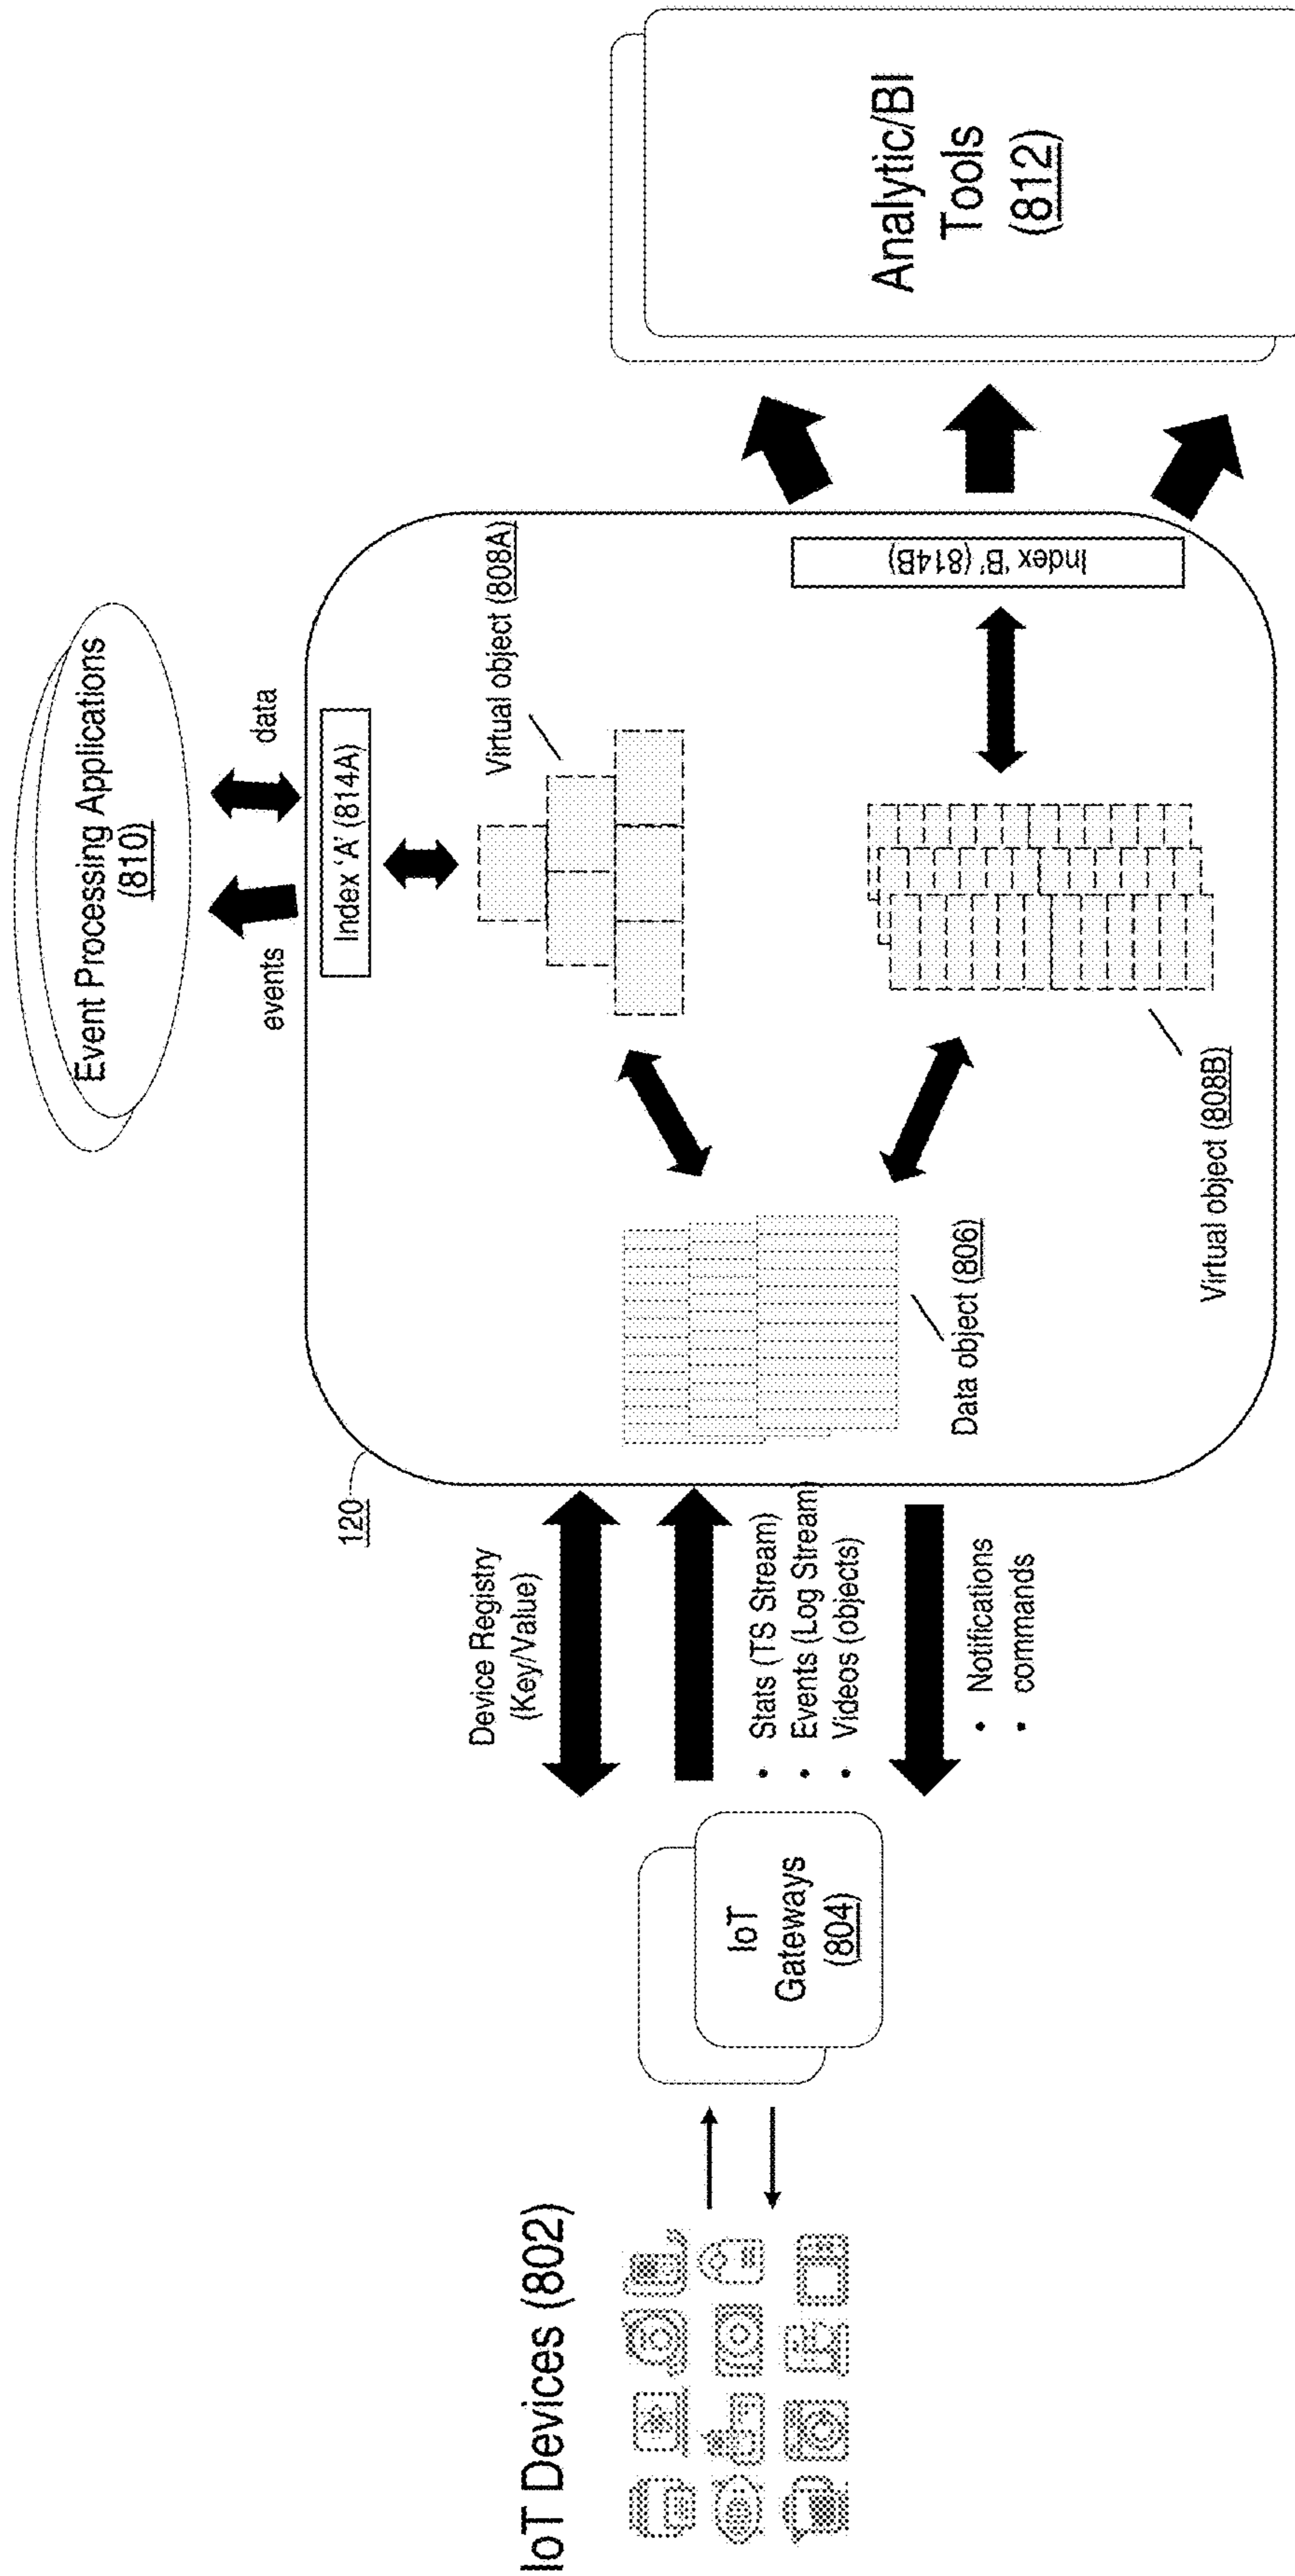 IoT Devices (802)
IoT
Gateways
(804)
Device Registry
(Key/Value)
• Stats (TS Stream)
• Events (Log Stream)
• Videos (objects)
• Notifications
• commands
120
Data object (806)
Event Processing Applications
(810)
events
data
Index ‘A’ (814A)
Virtual object (808A)
Virtual object (808B)
Index ‘B’ (814B)
Analytic/BI
Tools
(812)